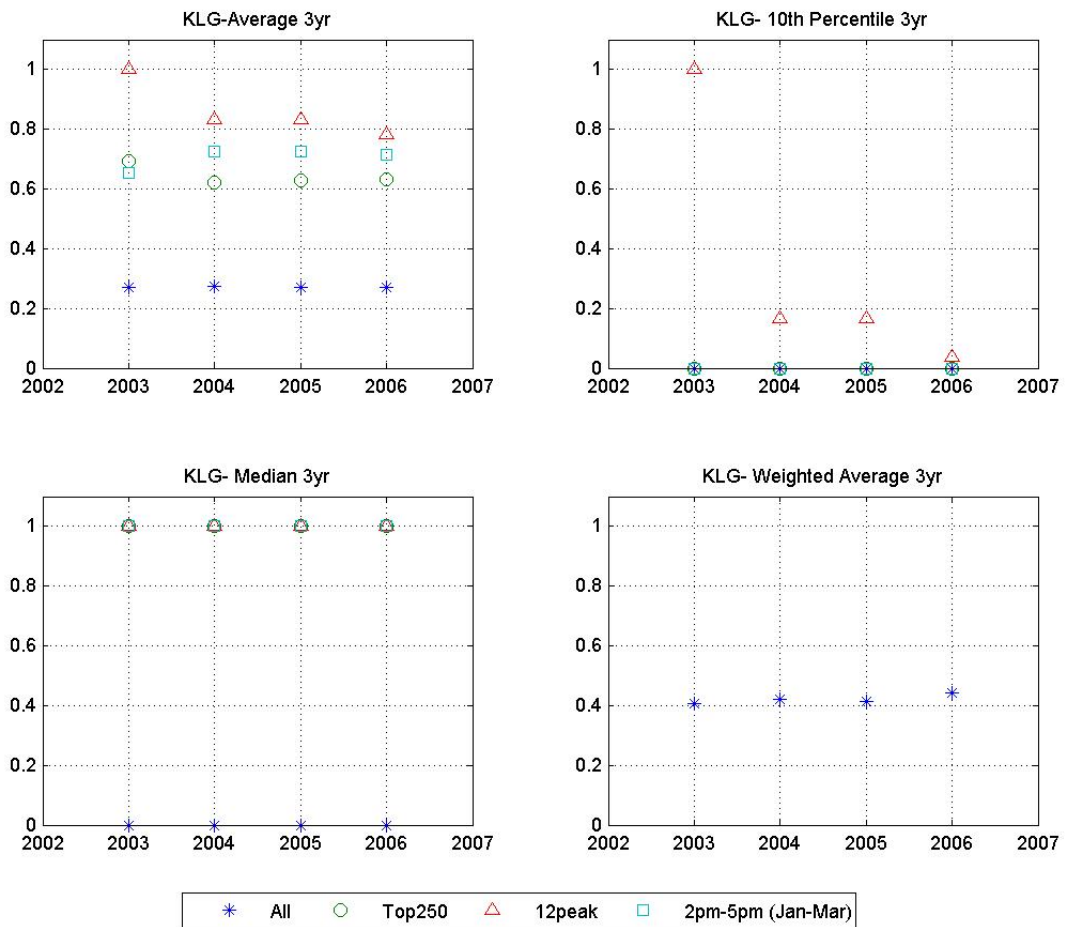 KLG-Average 3yr
1
0.8
0.6
0.4
0.2
0
2002 2003 2004 2005 2006 2007
KLG- 10th Percentile 3yr
1
0.8
0.6
0.4
0.2
0
2002 2003 2004 2005 2006 2007
KLG- Median 3yr
1
0.8
0.6
0.4
0.2
0
2002 2003 2004 2005 2006 2007
KLG- Weighted Average 3yr
1
0.8
0.6
0.4
0.2
0
2002 2003 2004 2005 2006 2007
All Top250 12peak 2pm-5pm (Jan-Mar)